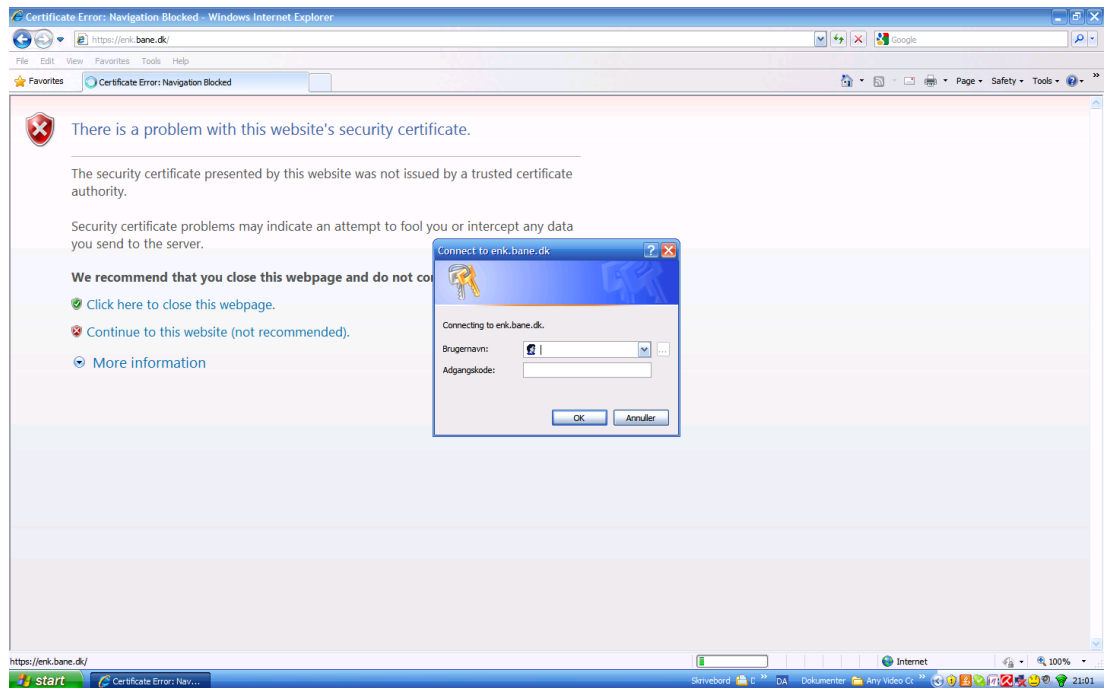 Certificate Error: Navigation Blocked - Windows Internet Explorer
https://enk.bane.dk/
Google
File Edit View Favorites Tools Help
Favorites
Certificate Error: Navigation Blocked
Page Safety Tools
There is a problem with this website's security certificate.
The security certificate presented by this website was not issued by a trusted certificate
authority.
Security certificate problems may indicate an attempt to fool you or intercept any data
you send to the server.
We recommend that you close this webpage and do not con
Click here to close this webpage.
Continue to this website (not recommended).
More information
Connect to enk.bane.dk
Connecting to enk.bane.dk.
Brugernavn:
Adgangskode:
OK Annuller
https://enk.bane.dk/
Internet
100%
start
Certificate Error: Nav...
Skrivebord
DA
Dokumenter
Any Video Cc
21:01